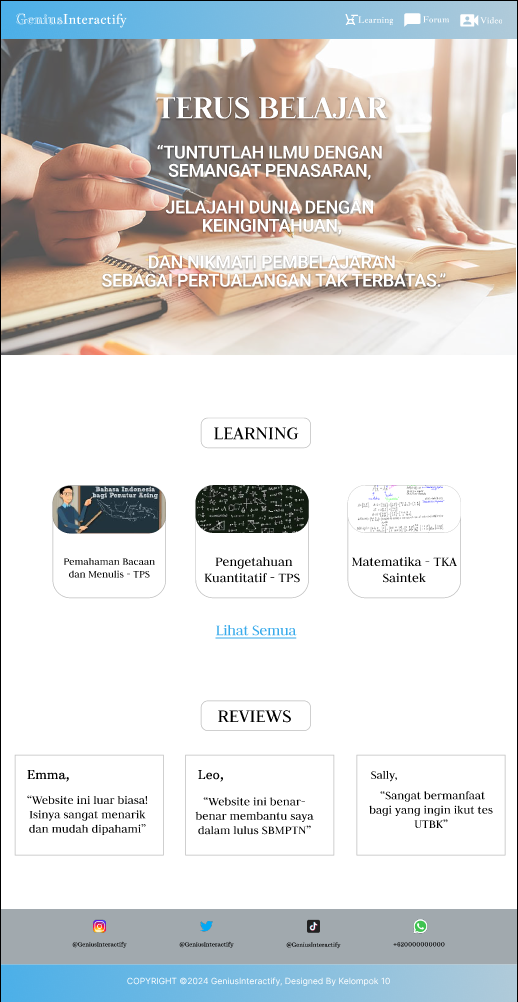 GeniusInteractify
Learning
Forum
Video
TERUS BELAJAR
“TUNTUTLAH ILMU DENGAN
SEMANGAT PENASARAN,
JELAJAHI DUNIA DENGAN
KEINGINTAHUAN,
DAN NIKMATI PEMBELAJARAN
SEBAGAI PERTUALANGAN TAK TERBATAS.”
LEARNING
Bahasa Indonesia
bagi Penutur Asing
Pemahaman Bacaan
dan Menulis - TPS
Pengetahuan
Kuantitatif - TPS
Matematika - TKA
Saintek
Lihat Semua
REVIEWS
Emma,
“Website ini luar biasa!
Isinya sangat menarik
dan mudah dipahami”
Leo,
“Website ini benar-
benar membantu saya
dalam lulus SBMPTN”
Sally,
“Sangat bermanfaat
bagi yang ingin ikut tes
UTBK”
@GeniusInteractify
@GeniusInteractify
@GeniusInteractify
+620000000000
COPYRIGHT ©2024 GeniusInteractify, Designed By Kelompok 10